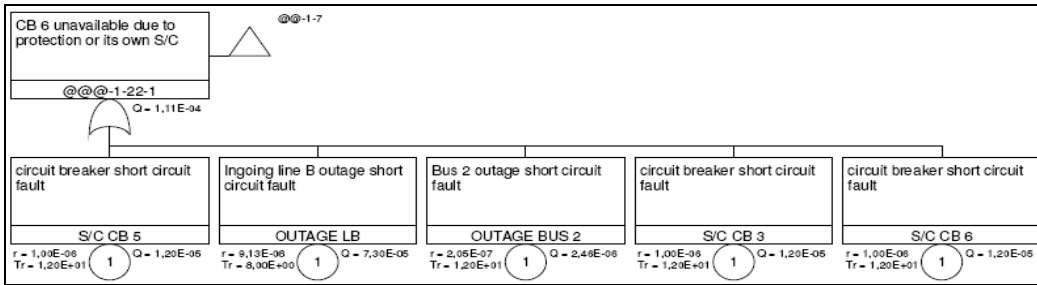 CB 6 unavailable due to
protection or its own S/C
@@-1-7
@@@-1-22-1
Q = 1,11E-04
circuit breaker short circuit
fault
S/C CB 5
r = 1,00E-06
Tr = 1,20E+01
1
Q = 1,20E-05
Ingoing line B outage short
circuit fault
OUTAGE LB
r = 9,13E-06
Tr = 8,00E+00
1
Q = 7,30E-05
Bus 2 outage short circuit
fault
OUTAGE BUS 2
r = 2,05E-07
Tr = 1,20E+01
1
Q = 2,46E-06
circuit breaker short circuit
fault
S/C CB 3
r = 1,00E-06
Tr = 1,20E+01
1
Q = 1,20E-05
circuit breaker short circuit
fault
S/C CB 6
r = 1,00E-06
Tr = 1,20E+01
1
Q = 1,20E-05